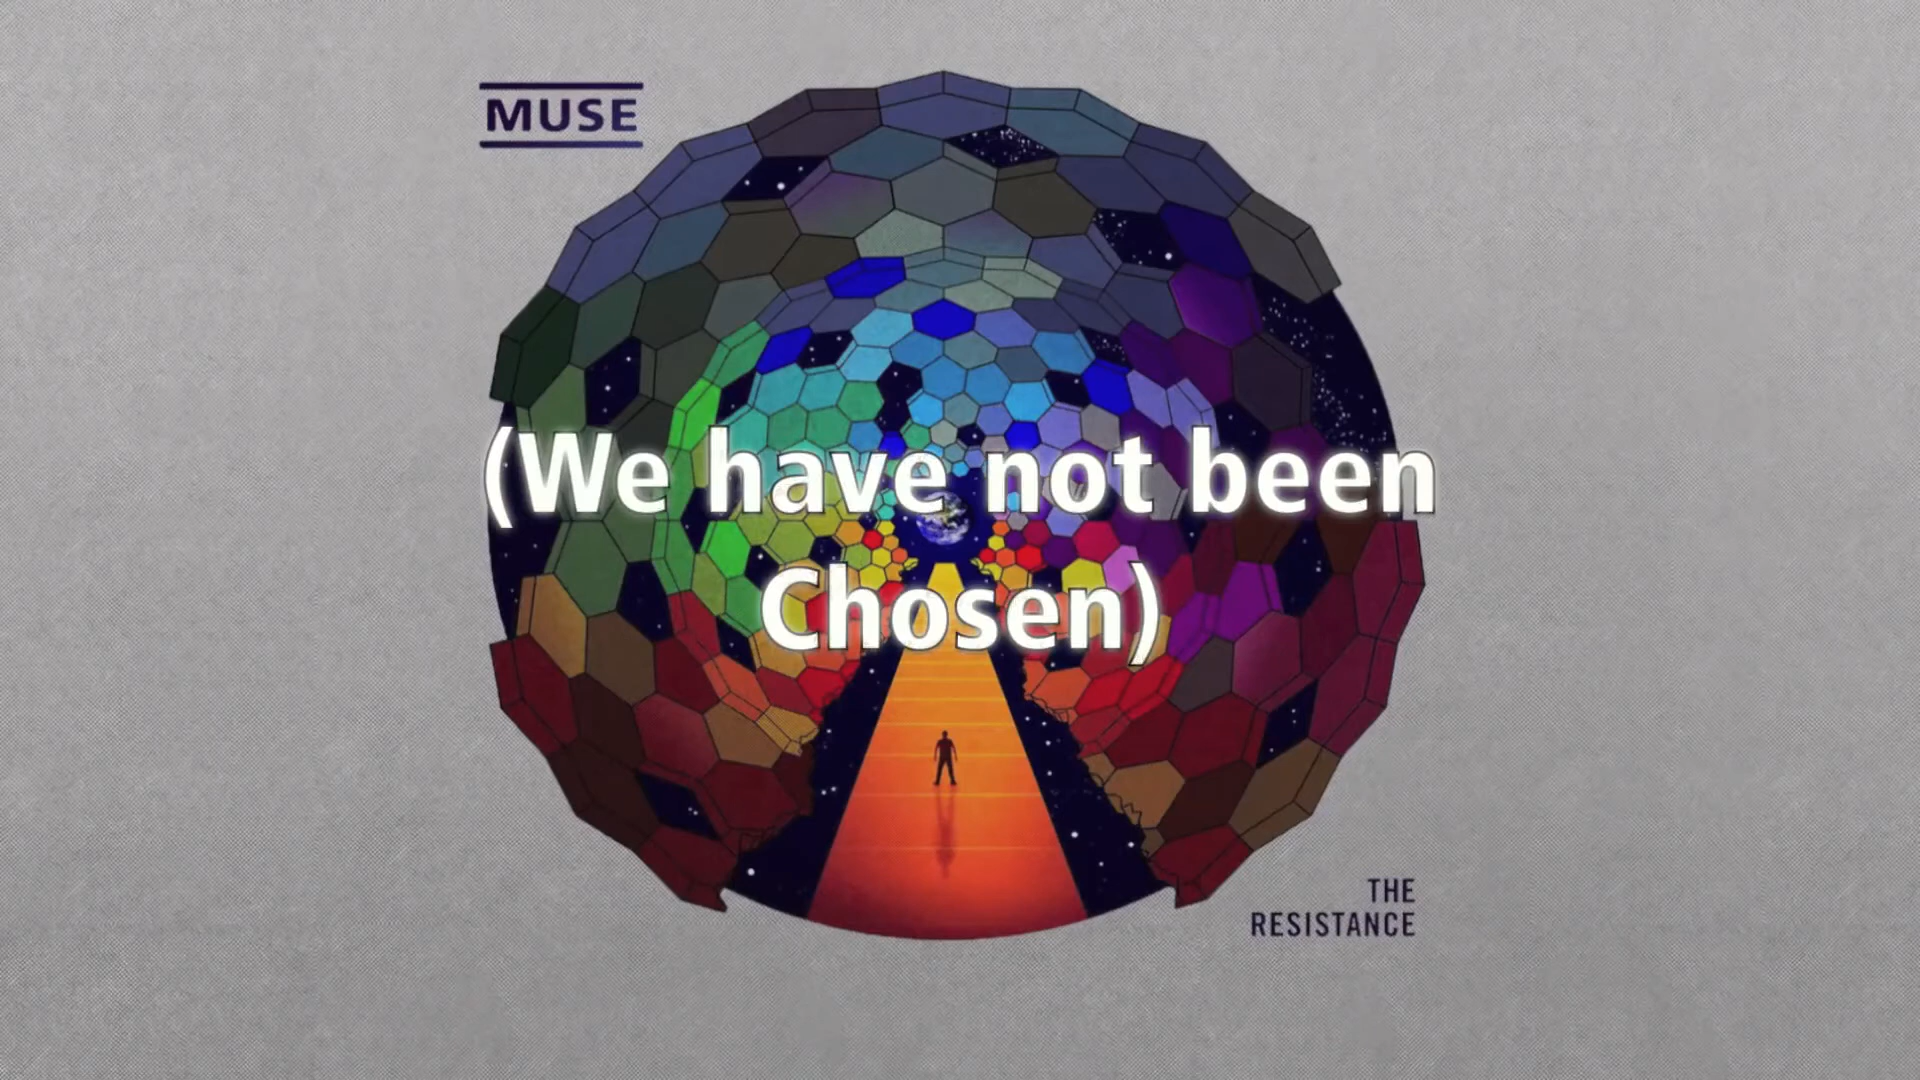 MUSE
(We have not been
Chosen)
THE
RESISTANCE